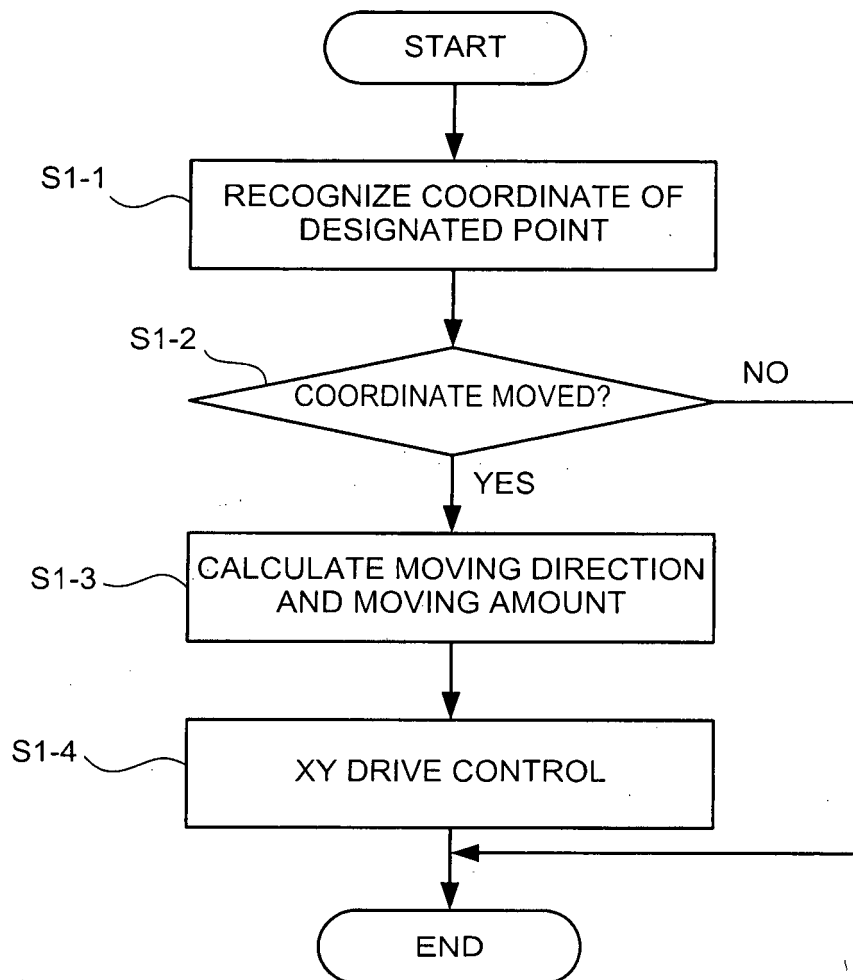 START
S1-1
RECOGNIZE COORDINATE OF
DESIGNATED POINT
S1-2
COORDINATE MOVED?
NO
YES
S1-3
CALCULATE MOVING DIRECTION
AND MOVING AMOUNT
S1-4
XY DRIVE CONTROL
END